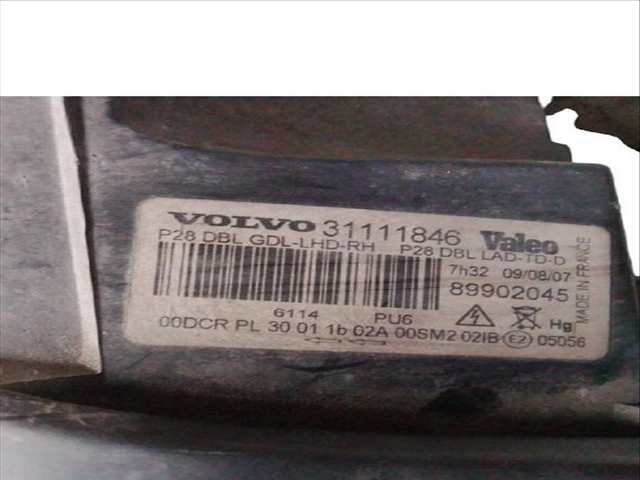 VOLVO 31111846 Valeo
P28 DBL GDL-LHD-RH P28 DBL LAD-TD-D
7h32 09/08/07
89902045
MADE IN FRANCE
6114 PU6
Hg
00DCR PL 30 01 1b 02A 00SM2 02IB E2 05056